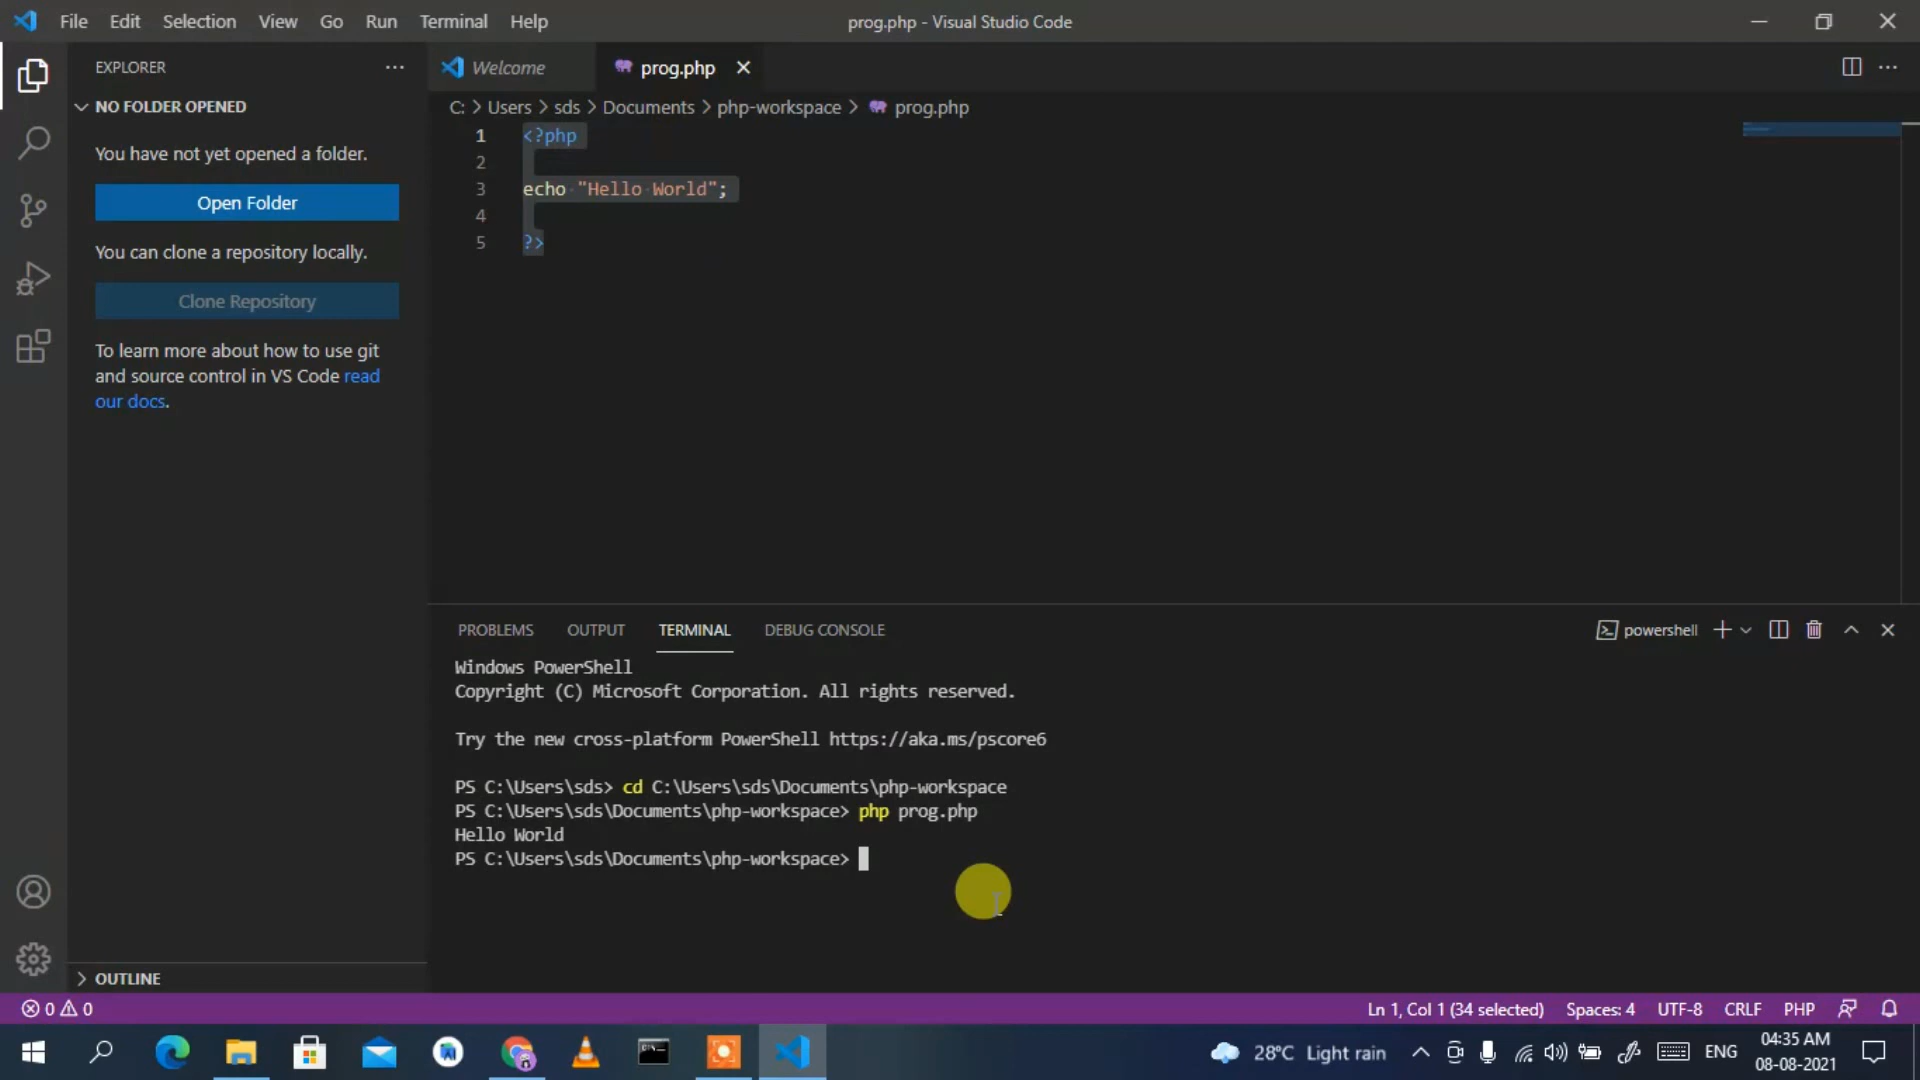 File Edit Selection View Go Run Terminal Help
prog.php - Visual Studio Code
EXPLORER
NO FOLDER OPENED
You have not yet opened a folder.
Open Folder
You can clone a repository locally.
Clone Repository
To learn more about how to use git
and source control in VS Code read
our docs.
OUTLINE
Welcome
prog.php
C: > Users > sds > Documents > php-workspace > prog.php
1 <?php
2
3 echo "Hello World";
4
5 ?>
PROBLEMS OUTPUT TERMINAL DEBUG CONSOLE
powershell
Windows PowerShell
Copyright (C) Microsoft Corporation. All rights reserved.
Try the new cross-platform PowerShell https://aka.ms/pscore6
PS C:\Users\sds> cd C:\Users\sds\Documents\php-workspace
PS C:\Users\sds\Documents\php-workspace> php prog.php
Hello World
PS C:\Users\sds\Documents\php-workspace>
0 0
Ln 1, Col 1 (34 selected) Spaces: 4 UTF-8 CRLF PHP
28°C Light rain
ENG
04:35 AM
08-08-2021